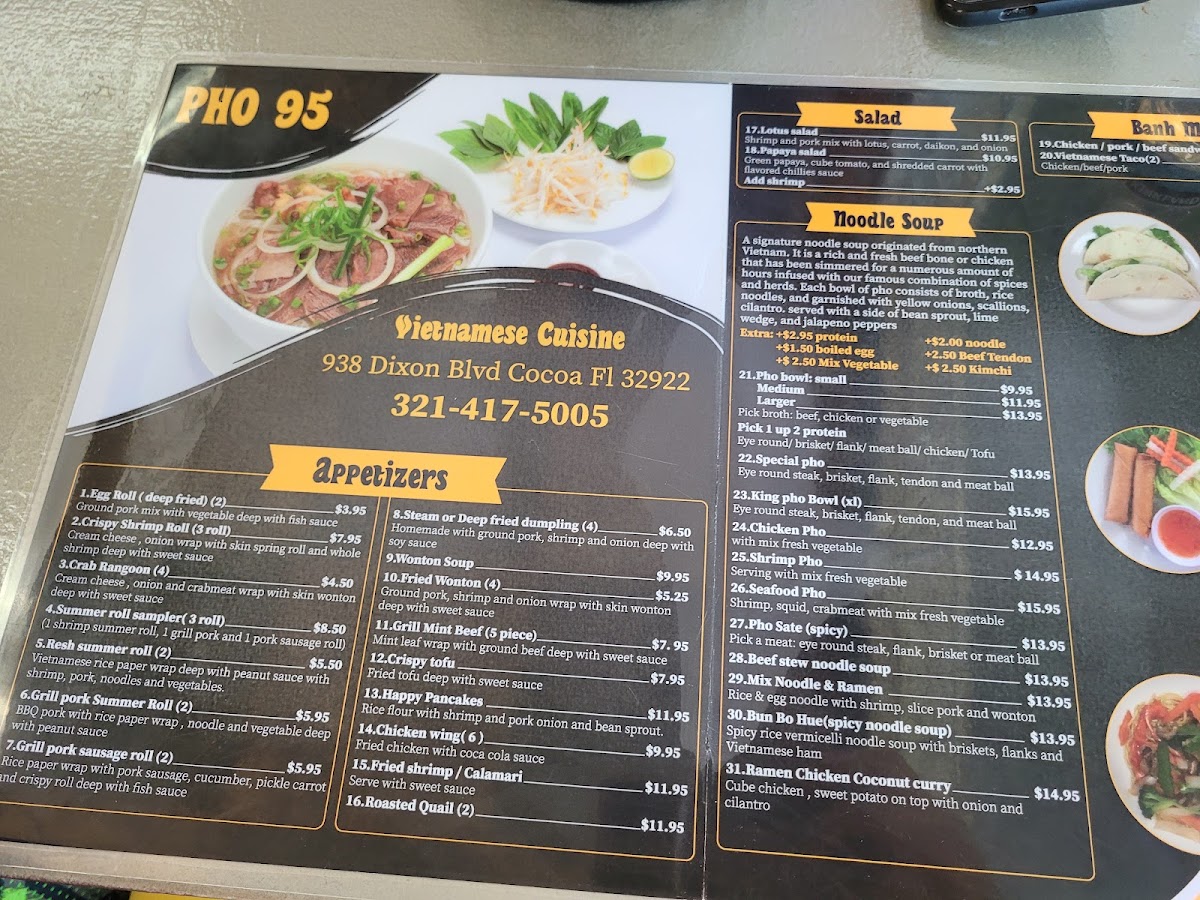 PHO 95
Vietnamese Cuisine
938 Dixon Blvd Cocoa Fl 32922
321-417-5005
Appetizers
1.Egg Roll ( deep fried) (2) $3.95
Ground pork mix with vegetable deep with fish sauce
2.Crispy Shrimp Roll (3 roll) $7.95
Cream cheese , onion wrap with skin spring roll and whole
shrimp deep with sweet sauce
3.Crab Rangoon (4) $4.50
Cream cheese, onion and crabmeat wrap with skin wonton
deep with sweet sauce
4.Summer roll sampler( 3 roll) $8.50
(1 shrimp summer roll, 1 grill pork and 1 pork sausage roll)
5.Resh summer roll (2) $5.50
Vietnamese rice paper wrap deep with peanut sauce with
shrimp, pork, noodles and vegetables.
6.Grill pork Summer Roll (2) $5.95
BBQ pork with rice paper wrap , noodle and vegetable deep
with peanut sauce
7.Grill pork sausage roll (2) $5.95
Rice paper wrap with pork sausage, cucumber, pickle carrot
and crispy roll deep with fish sauce
8.Steam or Deep fried dumpling (4) $6.50
Homemade with ground pork, shrimp and onion deep with
soy sauce
9.Wonton Soup $9.95
10.Fried Wonton (4) $5.25
Ground pork, shrimp and onion wrap with skin wonton
deep with sweet sauce
11.Grill Mint Beef (5 piece) $7. 95
Mint leaf wrap with ground beef deep with sweet sauce
12.Crispy tofu $7.95
Fried tofu deep with sweet sauce
13.Happy Pancakes $11.95
Rice flour with shrimp and pork onion and bean sprout.
14.Chicken wing( 6 ) $9.95
Fried chicken with coca cola sauce
15.Fried shrimp / Calamari $11.95
Serve with sweet sauce
16.Roasted Quail (2) $11.95
Salad
17.Lotus salad $11.95
Shrimp and pork mix with lotus, carrot, daikon, and onion
18.Papaya salad $10.95
Green papaya, cube tomato, and shredded carrot with
flavored chillies sauce
Add shrimp +$2.95
Noodle Soup
A signature noodle soup originated from northern
Vietnam. It is a rich and fresh beef bone or chicken
that has been simmered for a numerous amount of
hours infused with our famous combination of spices
and herbs. Each bowl of pho consists of broth, rice
noodles, and garnished with yellow onions, scallions,
cilantro. served with a side of bean sprout, lime
wedge, and jalapeno peppers
Extra: +$2.95 protein +$2.00 noodle
+$1.50 boiled egg +2.50 Beef Tendon
+$ 2.50 Mix Vegetable +$ 2.50 Kimchi
21.Pho bowl: small $9.95
Medium $11.95
Larger $13.95
Pick broth: beef, chicken or vegetable
Pick 1 up 2 protein
Eye round/ brisket/ flank/ meat ball/ chicken/ Tofu
22.Special pho $13.95
Eye round steak, brisket, flank, tendon and meat ball
23.King pho Bowl (xl) $15.95
Eye round steak, brisket, flank, tendon, and meat ball
24.Chicken Pho $12.95
with mix fresh vegetable
25.Shrimp Pho $ 14.95
Serving with mix fresh vegetable
26.Seafood Pho $15.95
Shrimp, squid, crabmeat with mix fresh vegetable
27.Pho Sate (spicy) $13.95
Pick a meat: eye round steak, flank, brisket or meat ball
28.Beef stew noodle soup $13.95
29.Mix Noodle & Ramen $13.95
Rice & egg noodle with shrimp, slice pork and wonton
30.Bun Bo Hue(spicy noodle soup) $13.95
Spicy rice vermicelli noodle soup with briskets, flanks and
Vietnamese ham
31.Ramen Chicken Coconut curry $14.95
Cube chicken , sweet potato on top with onion and
cilantro
Banh M
19.Chicken / pork / beef sandw
20.Vietnamese Taco(2)
Chicken/beef/pork